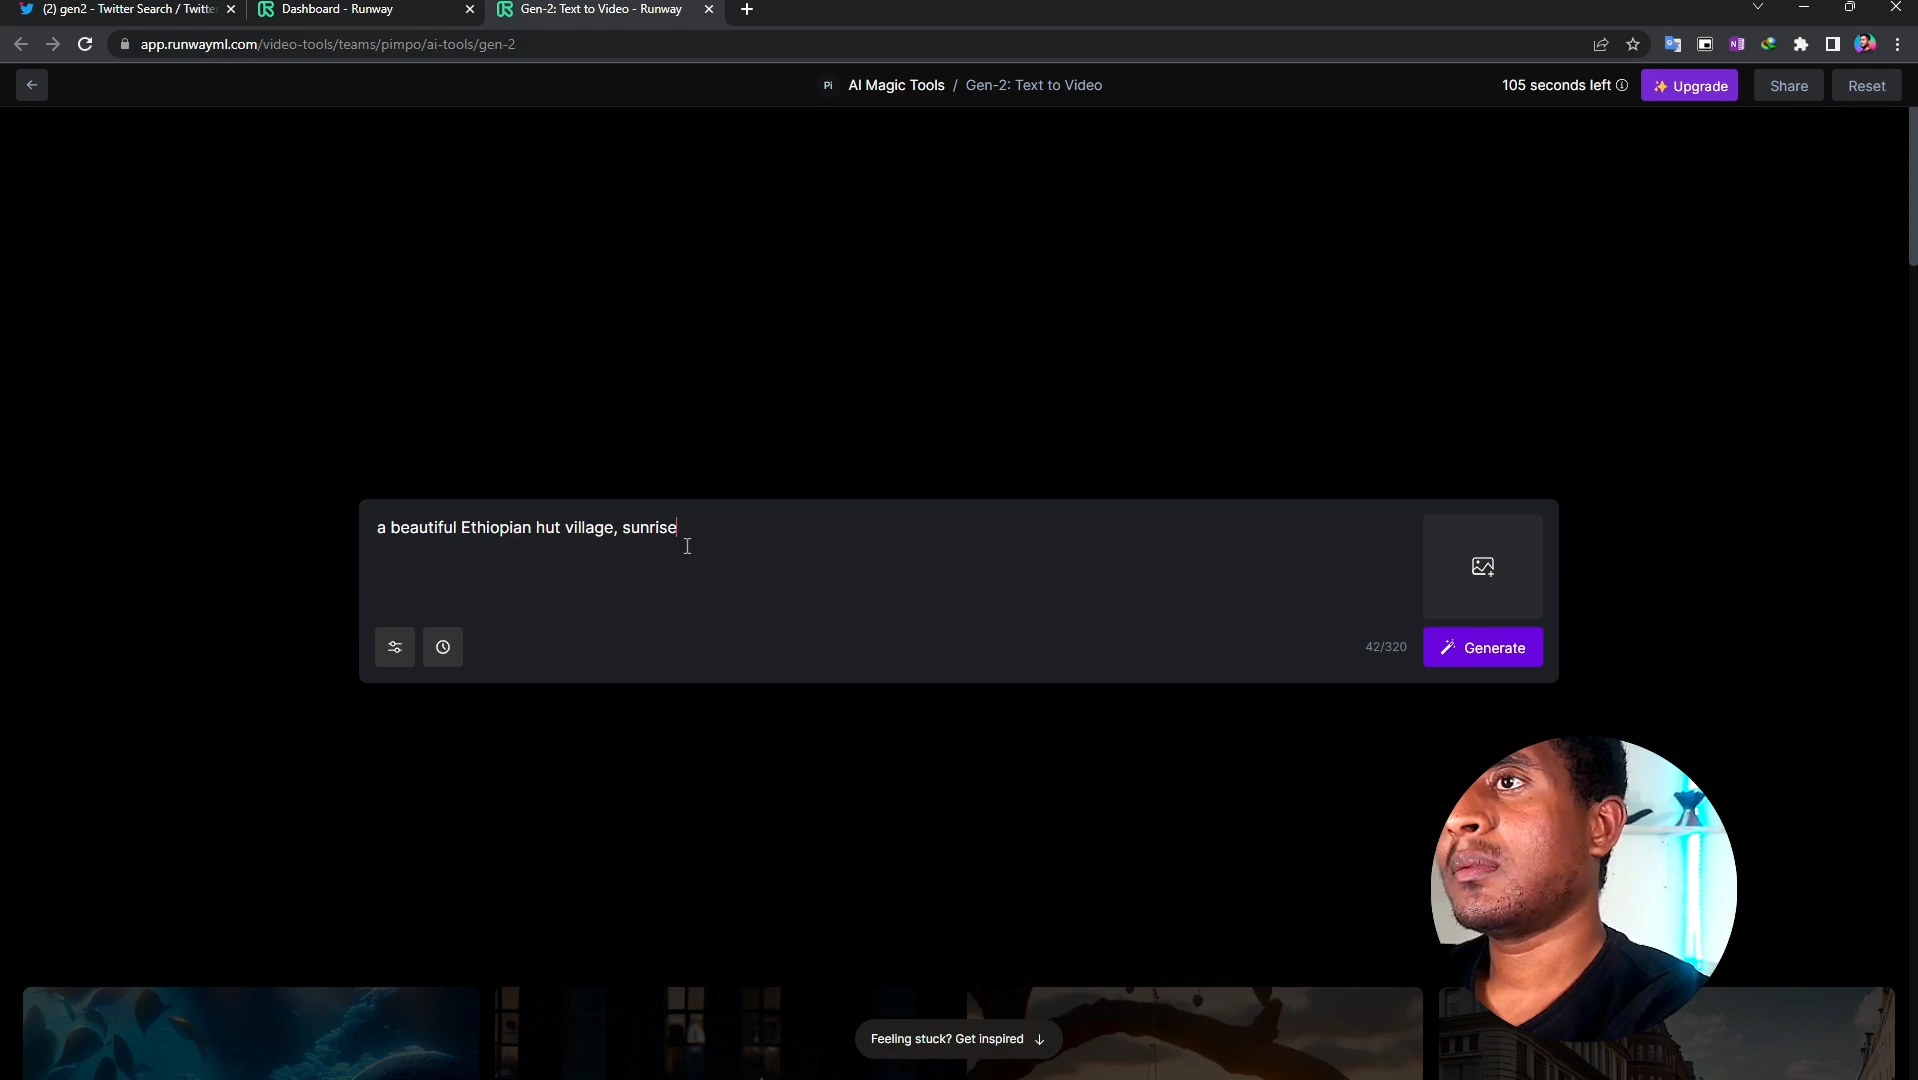 (2) gen2 - Twitter Search / Twitte
Dashboard - Runway
Gen-2: Text to Video - Runway
app.runwayml.com/video-tools/teams/pimpo/ai-tools/gen-2
Pi AI Magic Tools / Gen-2: Text to Video
105 seconds left
Upgrade
Share
Reset
a beautiful Ethiopian hut village, sunrise
42/320
Generate
Feeling stuck? Get inspired ↓